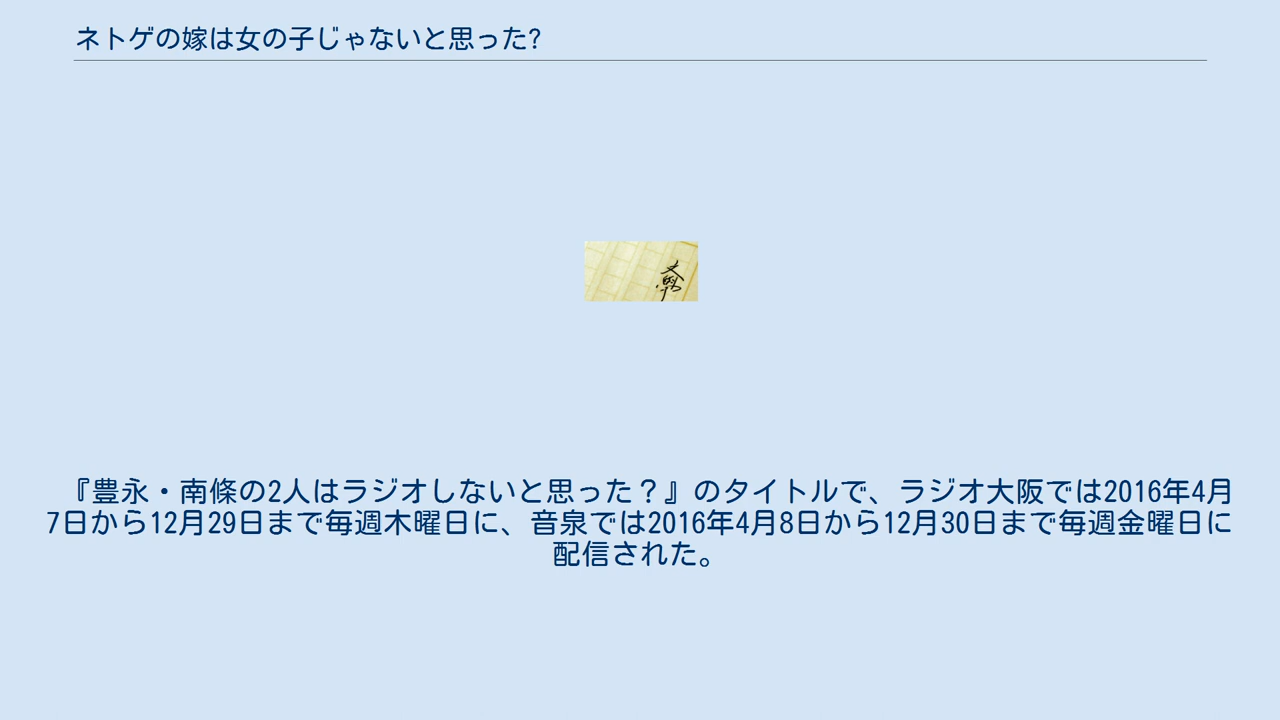 ネトゲの嫁は女の子じゃないと思った?
『豊永・南條の2人はラジオしないと思った？』のタイトルで、ラジオ大阪では2016年4月
7日から12月29日まで毎週木曜日に、音泉では2016年4月8日から12月30日まで毎週金曜日に
配信された。